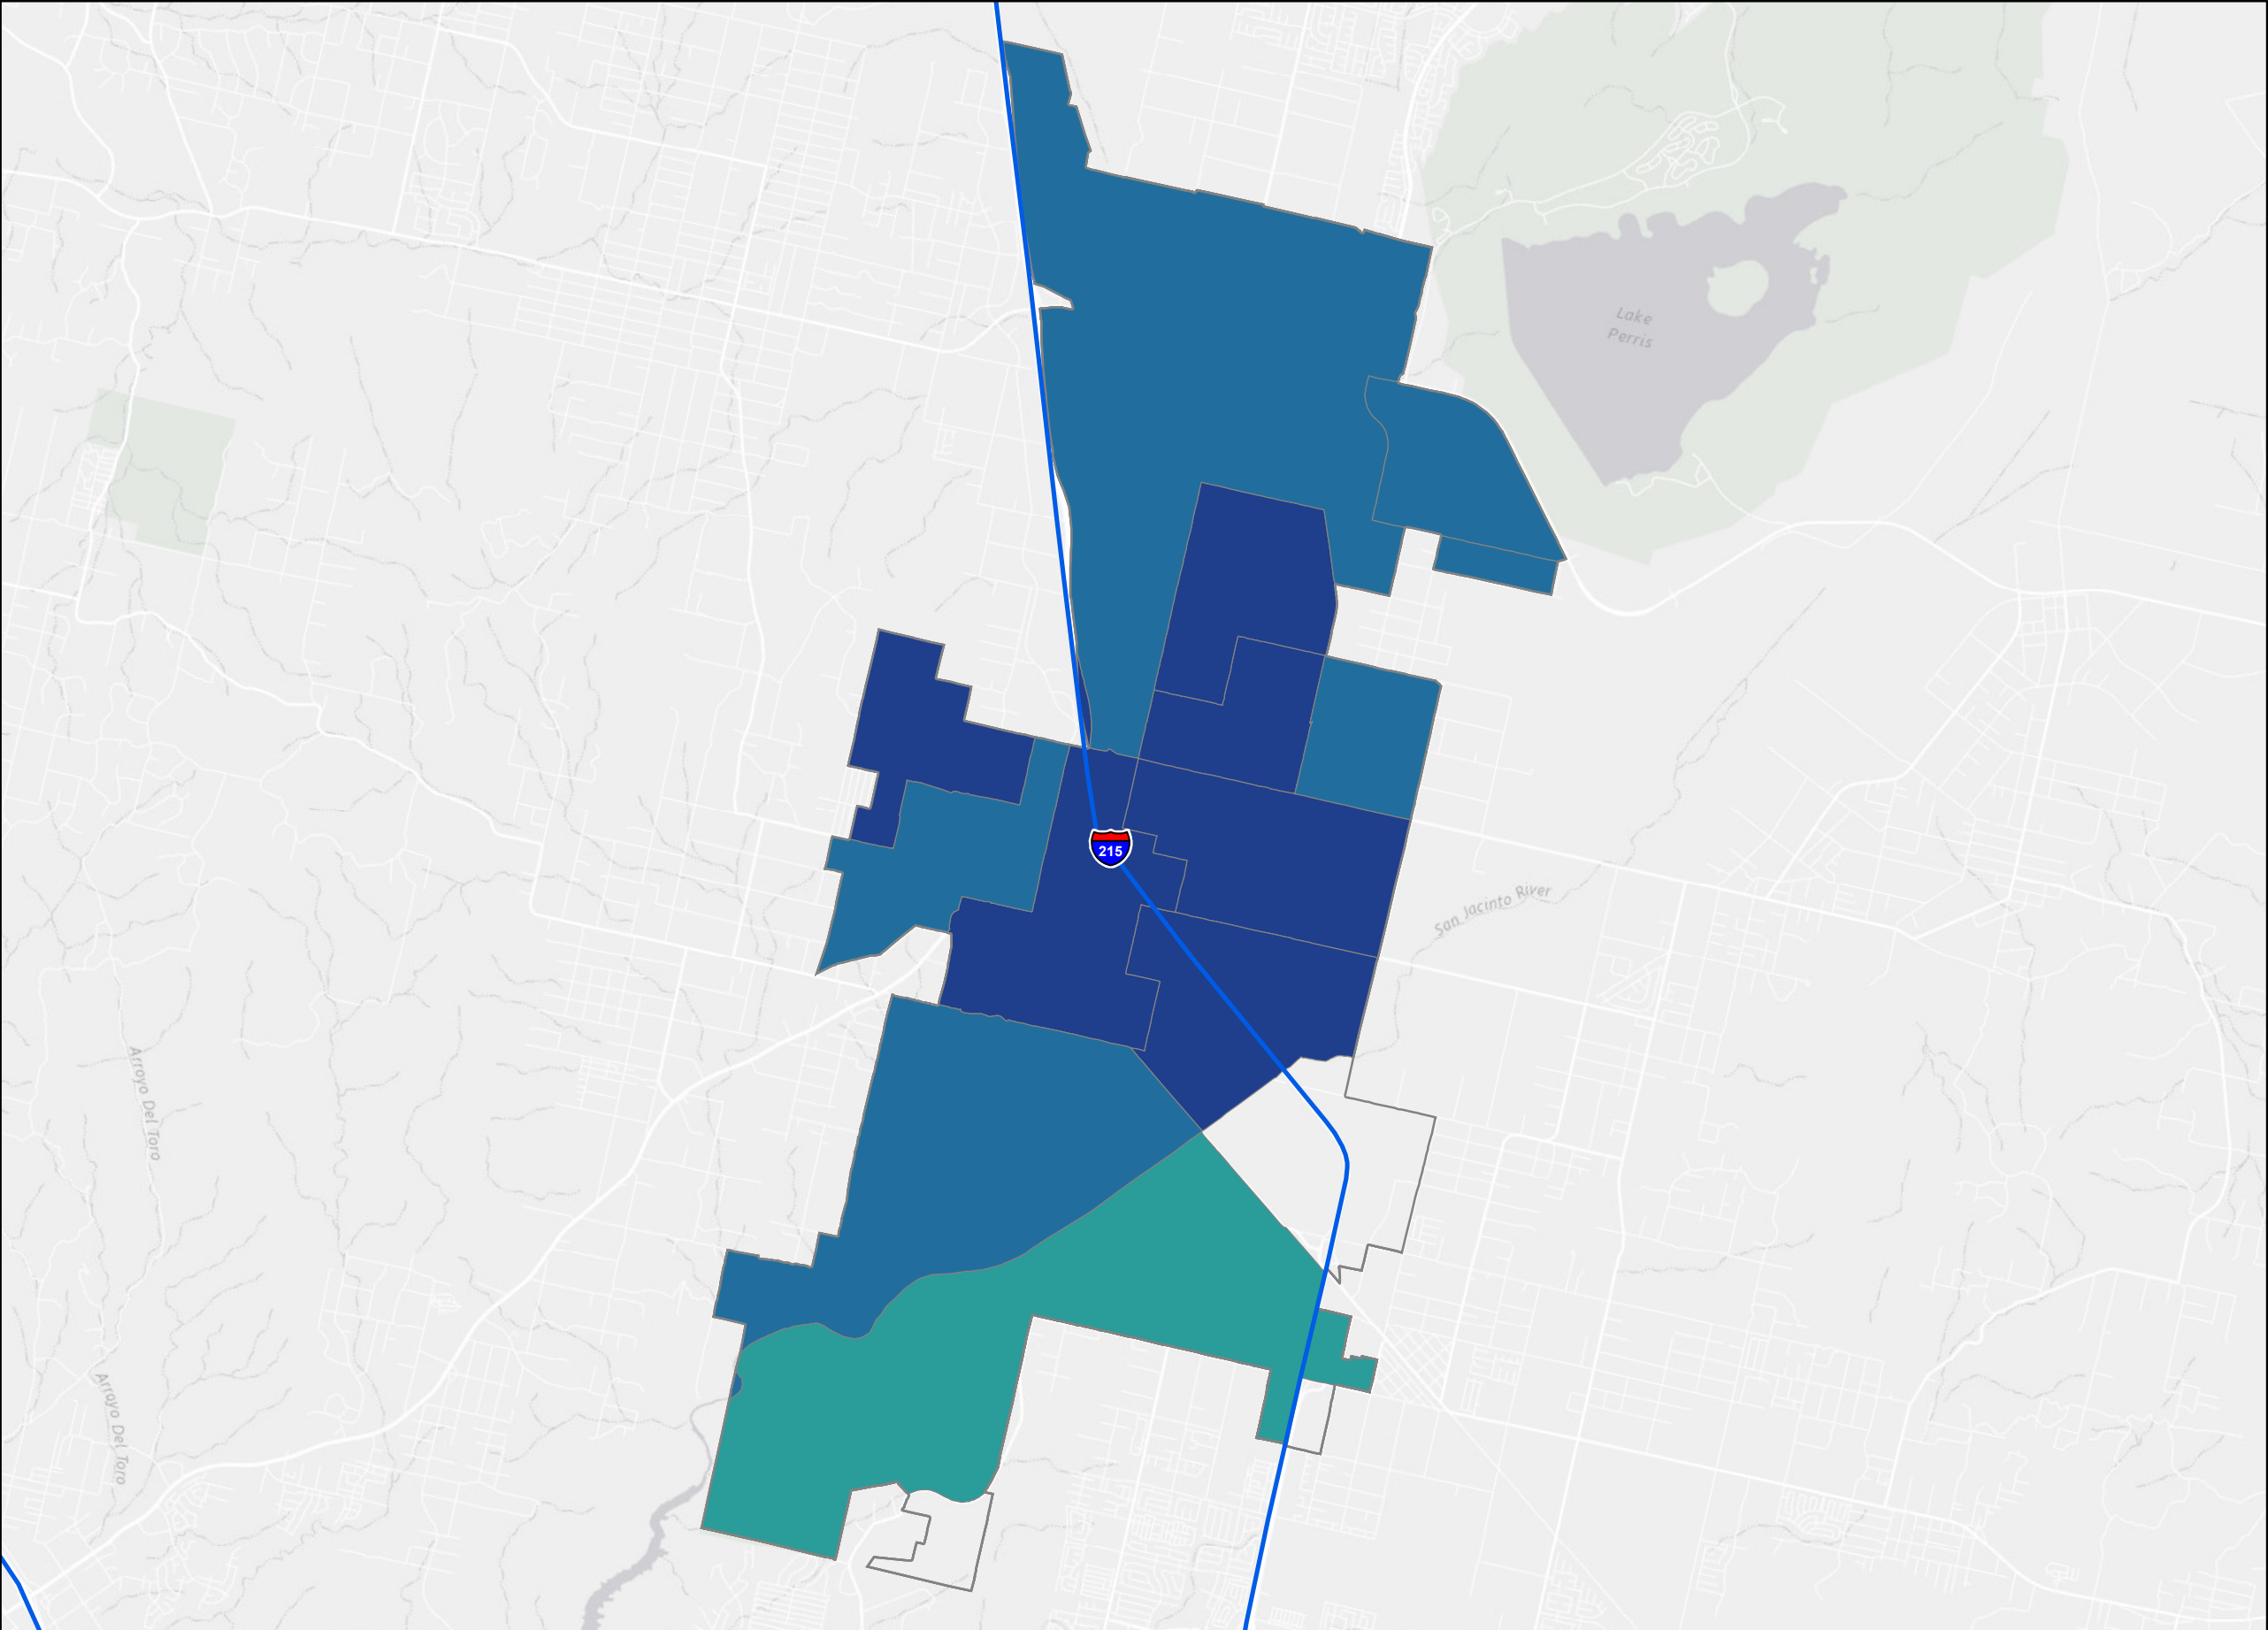 Lake
Perris
215
San Jacinto River
Arroyo Del Toro
Arroyo Del Toro